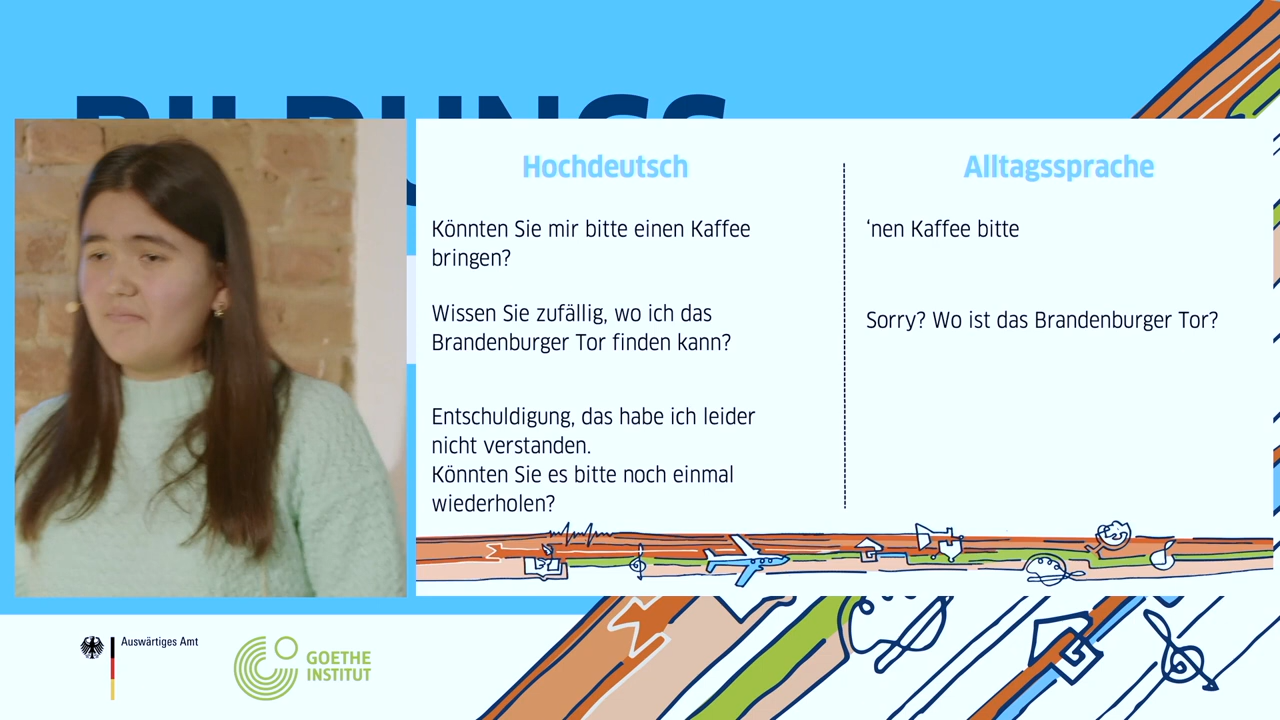 BILDUNGS
Hochdeutsch
Könnten Sie mir bitte einen Kaffee
bringen?
Wissen Sie zufällig, wo ich das
Brandenburger Tor finden kann?
Entschuldigung, das habe ich leider
nicht verstanden.
Könnten Sie es bitte noch einmal
wiederholen?
Alltagssprache
‘nen Kaffee bitte
Sorry? Wo ist das Brandenburger Tor?
Auswärtiges Amt
GOETHE
INSTITUT